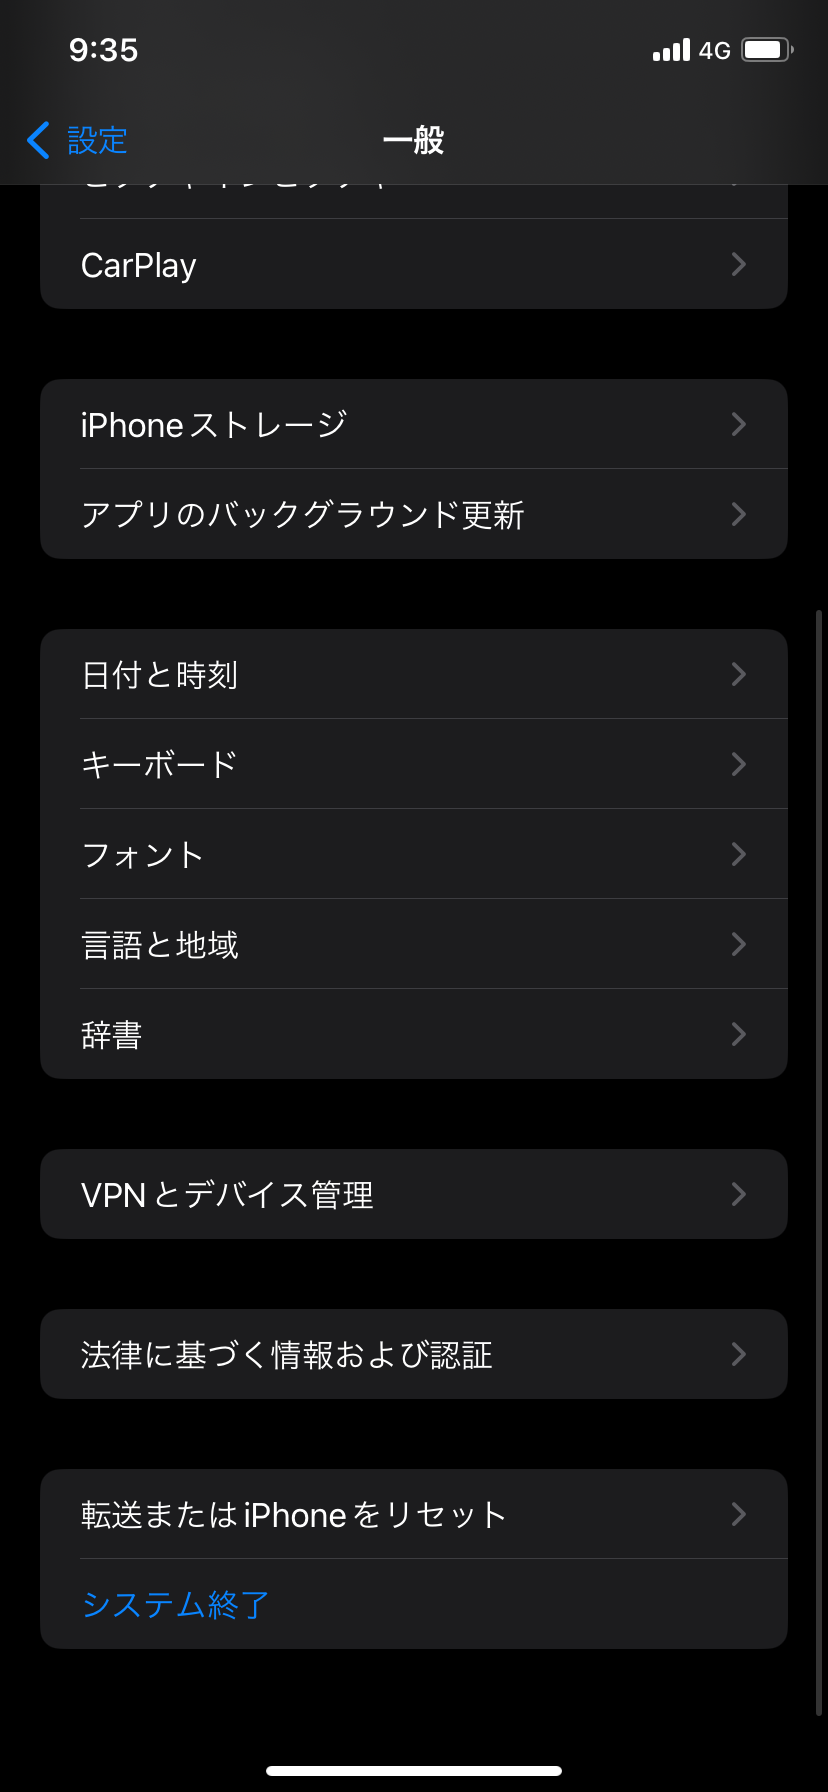 9:35
4G
設定
一般
CarPlay
iPhoneストレージ
アプリのバックグラウンド更新
日付と時刻
キーボード
フォント
言語と地域
辞書
VPNとデバイス管理
法律に基づく情報および認証
転送またはiPhoneをリセット
システム終了